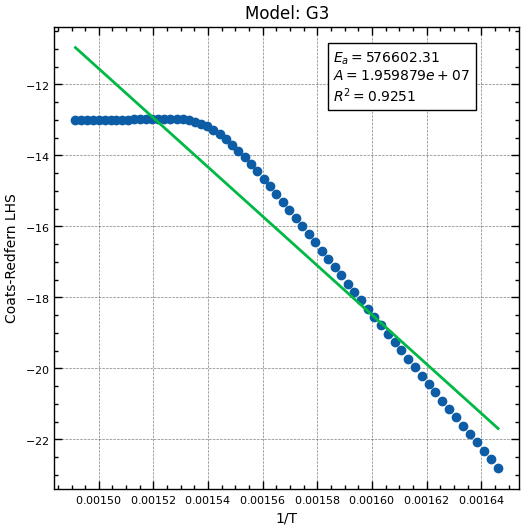 Model: G3
E_a = 576602.31
A = 1.959879e + 07
R² = 0.9251
−12
−14
−16
−18
−20
−22
Coats-Redfern LHS
0.00150 0.00152 0.00154 0.00156 0.00158 0.00160 0.00162 0.00164
1/T